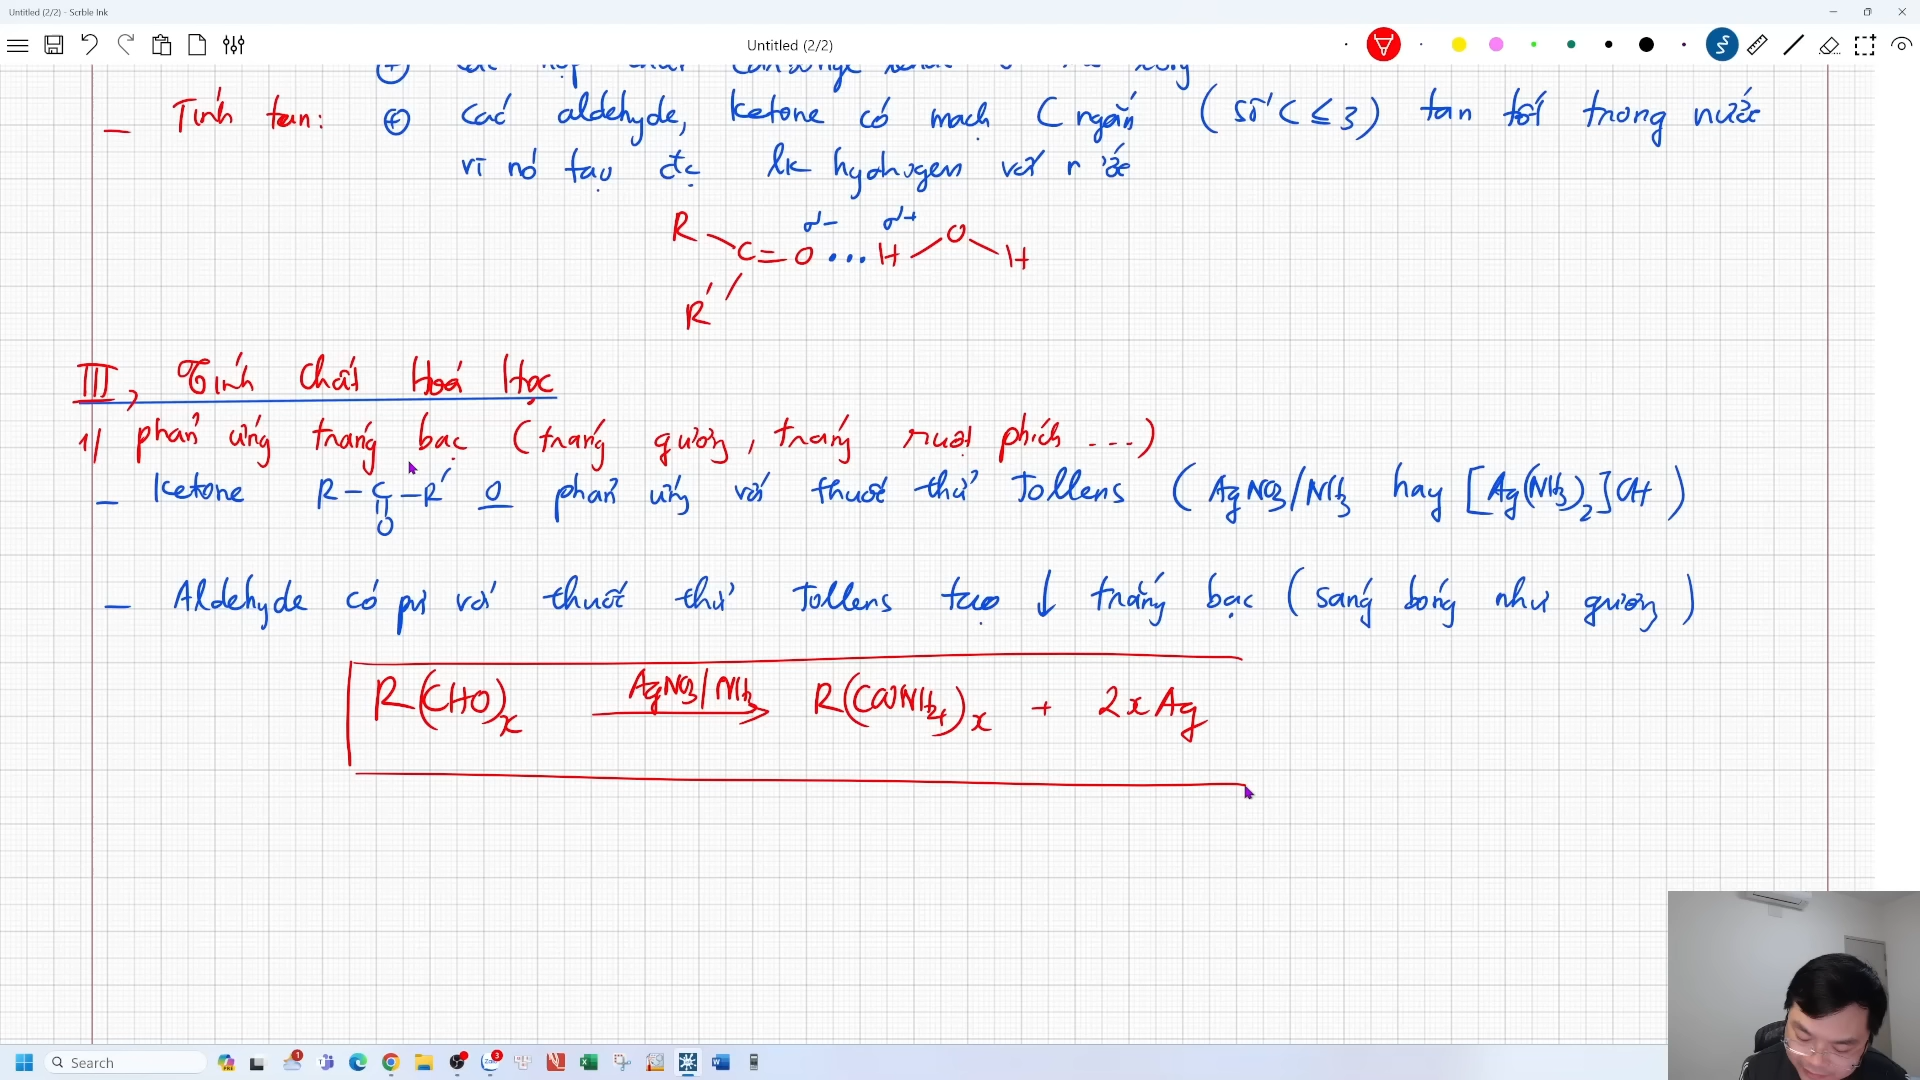 Untitled (2/2) - Scrble Ink
Untitled (2/2)
- Tính tan: ⊕ các aldehyde, ketone có mạch C ngắn (số C ≤ 3) tan tốt trong nước
vì nó tạo đc lk hydrogen với nước
δ- δ+
R O
C=O...H H
R'
III, Tính Chất Hoá Học
1/ phản ứng tráng bạc (tráng gương, tráng ruột phích ...)
- Ketone R-C-R' 0 phản ứng với thuốc thử Tollens (AgNO3/NH3 hay [Ag(NH3)2]OH)
O
- Aldehyde có pư với thuốc thử Tollens tạo ↓ trắng bạc (sáng bóng như gương)
R(CHO)x AgNO3/NH3 → R(COONH4)x + 2xAg
Search